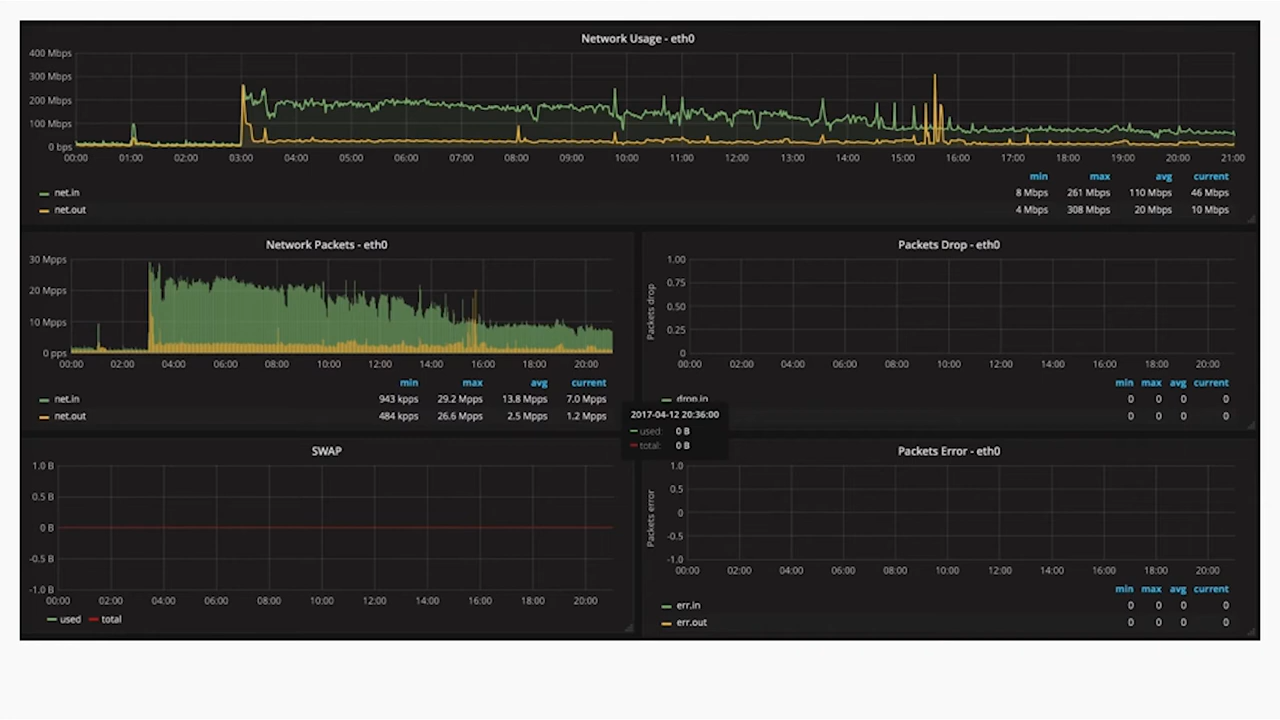 Network Usage - eth0
400 Mbps
300 Mbps
200 Mbps
100 Mbps
0 bps
00:00 01:00 02:00 03:00 04:00 05:00 06:00 07:00 08:00 09:00 10:00 11:00 12:00 13:00 14:00 15:00 16:00 17:00 18:00 19:00 20:00 21:00
min max avg current
net.in 8 Mbps 261 Mbps 110 Mbps 46 Mbps
net.out 4 Mbps 308 Mbps 20 Mbps 10 Mbps
Network Packets - eth0
30 Mpps
20 Mpps
10 Mpps
0 pps
00:00 02:00 04:00 06:00 08:00 10:00 12:00 14:00 16:00 18:00 20:00
min max avg current
net.in 943 kpps 29.2 Mpps 13.8 Mpps 7.0 Mpps
net.out 484 kpps 26.6 Mpps 2.5 Mpps 1.2 Mpps
Packets Drop - eth0
Packets drop
1.00
0.75
0.50
0.25
0
00:00 02:00 04:00 06:00 08:00 10:00 12:00 14:00 16:00 18:00 20:00
min max avg current
drop.in 0 0 0 0
0 0 0 0
2017-04-12 20:36:00
used: 0 B
total: 0 B
SWAP
1.0 B
0.5 B
0 B
-0.5 B
-1.0 B
00:00 02:00 04:00 06:00 08:00 10:00 12:00 14:00 16:00 18:00 20:00
used total
Packets Error - eth0
Packets error
1.0
0.5
0
-0.5
-1.0
00:00 02:00 04:00 06:00 08:00 10:00 12:00 14:00 16:00 18:00 20:00
min max avg current
err.in 0 0 0 0
err.out 0 0 0 0